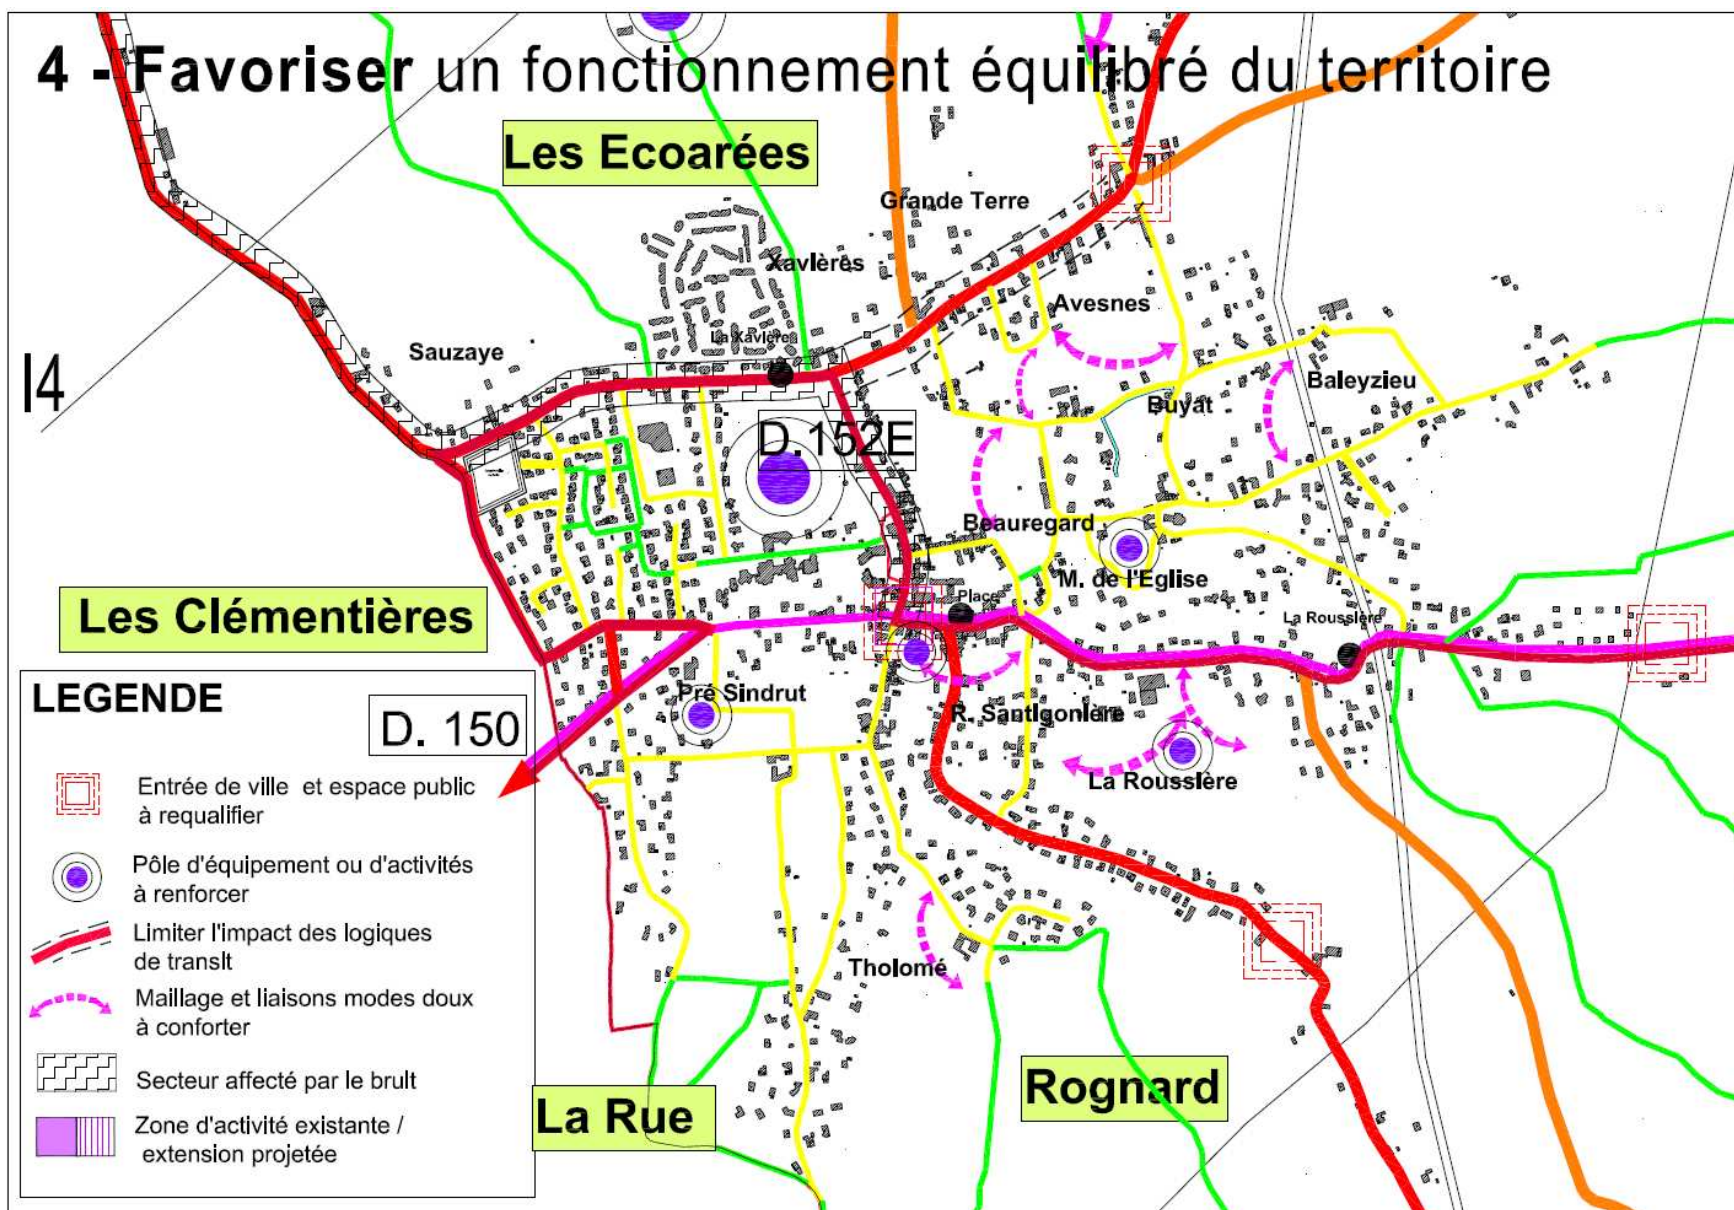 4 - Favoriser un fonctionnement équilibré du territoire
Les Ecoarées
Grande Terre
Xavières
Avesnes
La Xavière
Sauzaye
I4
Baleyzieu
Buyat
D.152E
Beauregard
M. de l'Eglise
Place
Les Clémentières
La Roussière
LEGENDE
D. 150
Pré Sindrut
R. Santigonière
La Roussière
Entrée de ville et espace public
à requalifier
Pôle d'équipement ou d'activités
à renforcer
Limiter l'impact des logiques
de transit
Tholomé
Maillage et liaisons modes doux
à conforter
Secteur affecté par le bruit
Rognard
La Rue
Zone d'activité existante /
extension projetée